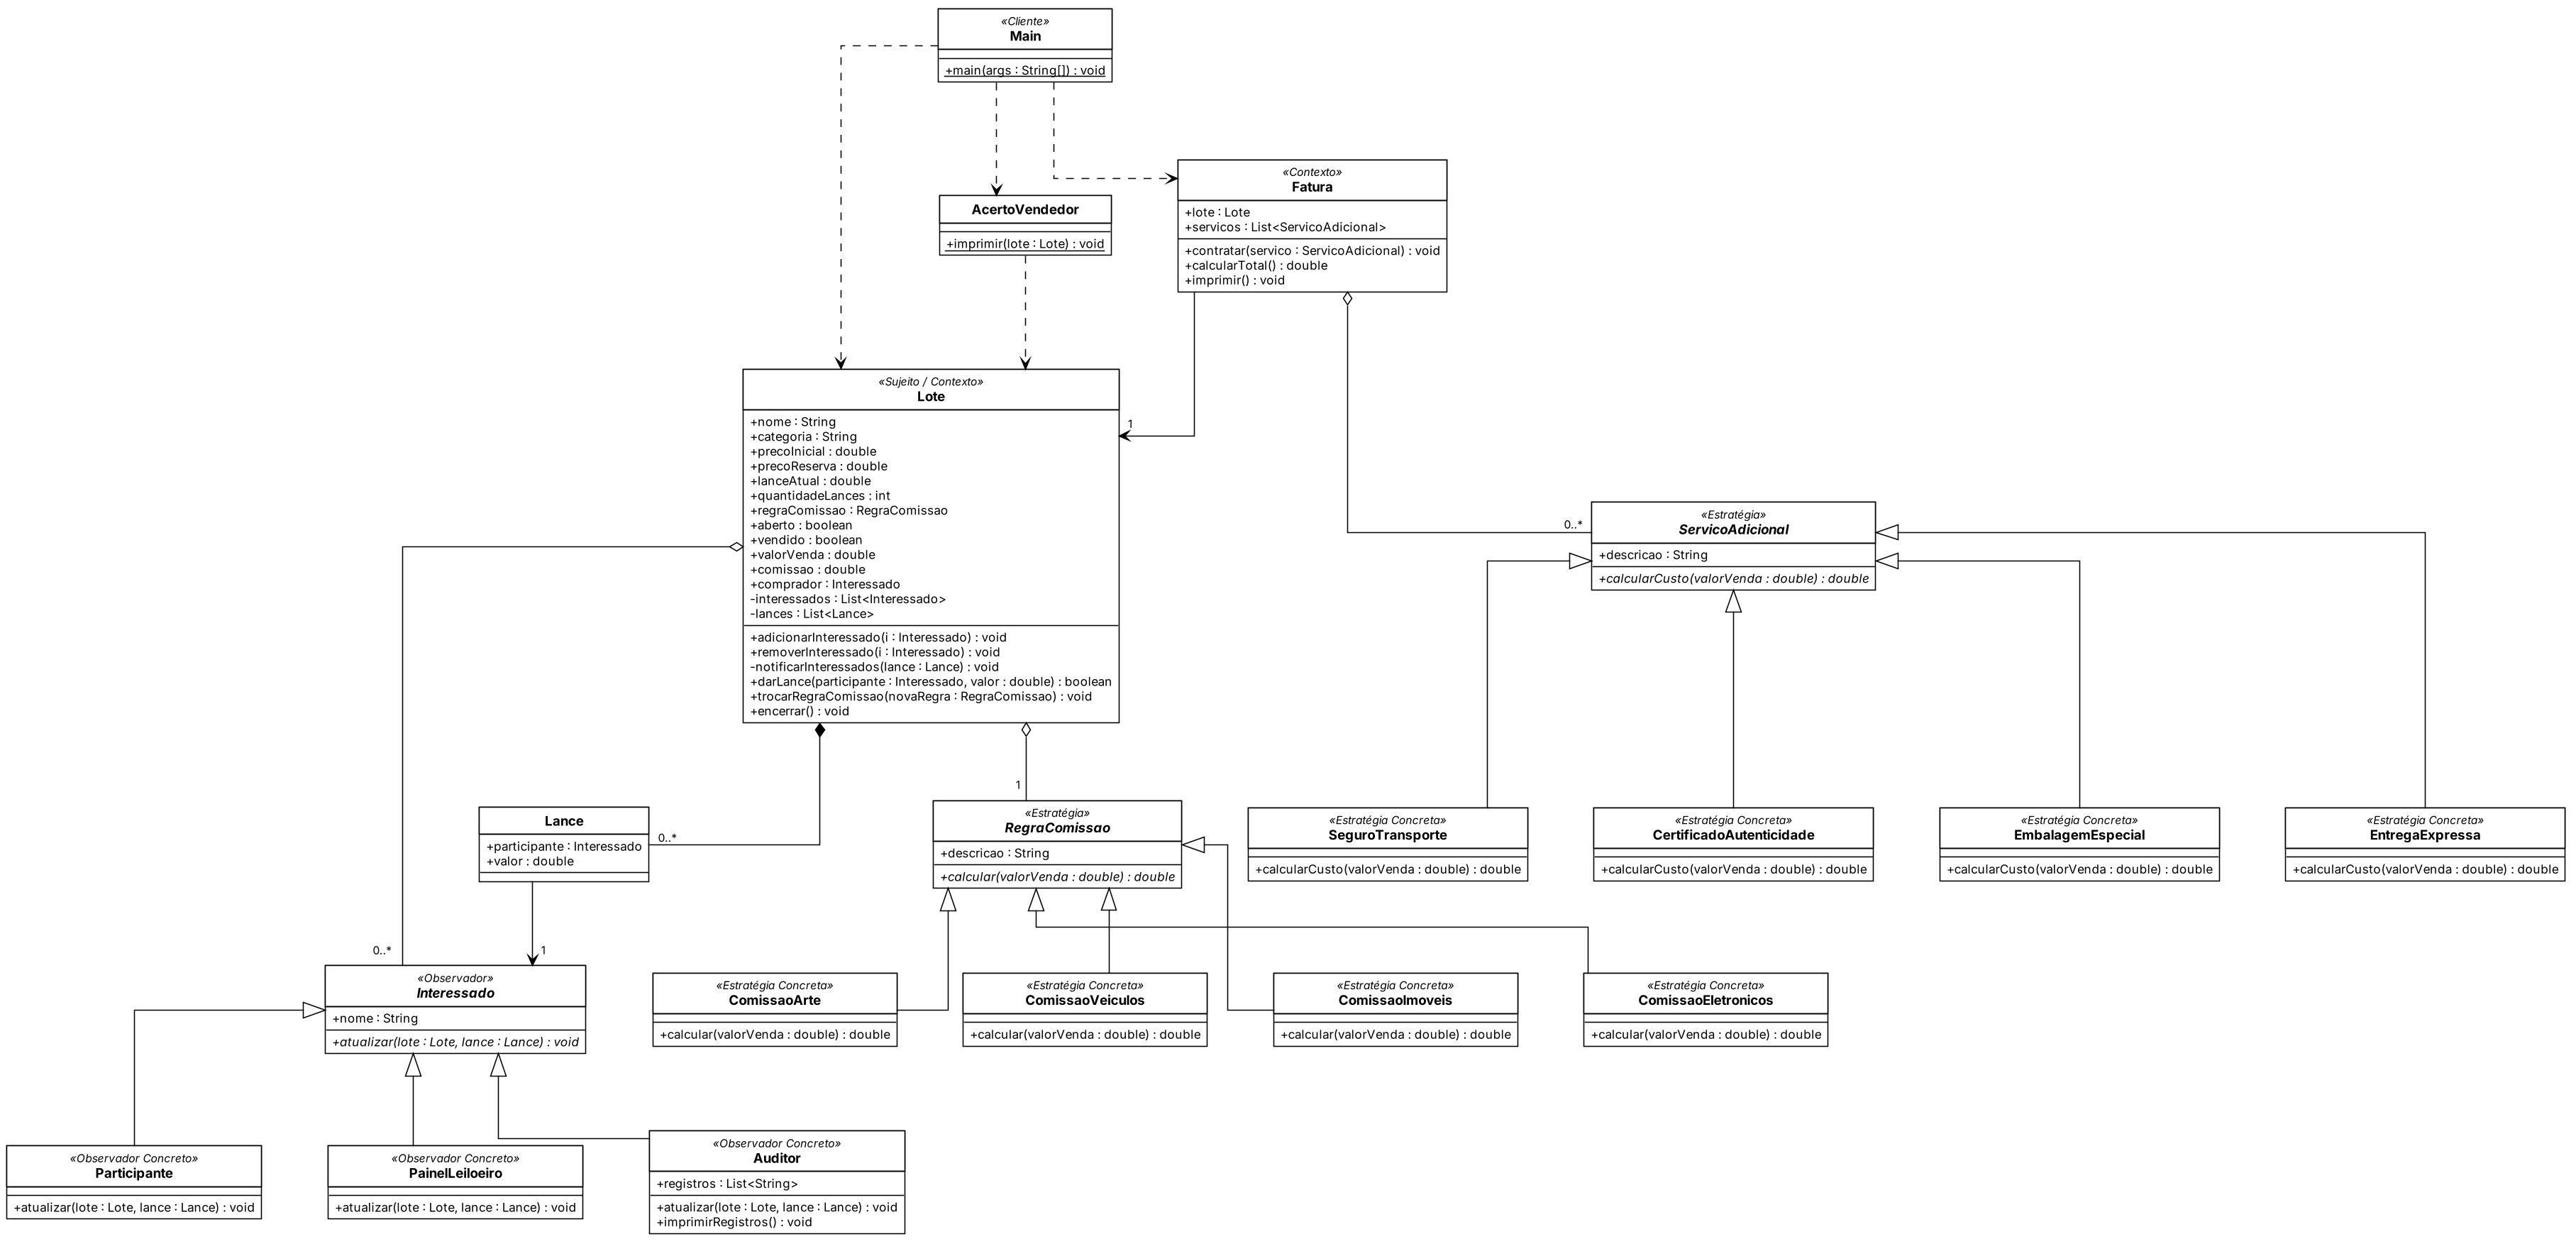 «Cliente»
Main
+main(args : String[]) : void
AcertoVendedor
+imprimir(lote : Lote) : void
«Contexto»
Fatura
+lote : Lote
+servicos : List<ServicoAdicional>
+contratar(servico : ServicoAdicional) : void
+calcularTotal() : double
+imprimir() : void
«Sujeito / Contexto»
Lote
+nome : String
+categoria : String
+precoInicial : double
+precoReserva : double
+lanceAtual : double
+quantidadeLances : int
+regraComissao : RegraComissao
+aberto : boolean
+vendido : boolean
+valorVenda : double
+comissao : double
+comprador : Interessado
-interessados : List<Interessado>
-lances : List<Lance>
+adicionarInteressado(i : Interessado) : void
+removerInteressado(i : Interessado) : void
-notificarInteressados(lance : Lance) : void
+darLance(participante : Interessado, valor : double) : boolean
+trocarRegraComissao(novaRegra : RegraComissao) : void
+encerrar() : void
1
0..*
«Estratégia»
ServicoAdicional
+descricao : String
+calcularCusto(valorVenda : double) : double
Lance
+participante : Interessado
+valor : double
0..*
1
«Estratégia»
RegraComissao
+descricao : String
+calcular(valorVenda : double) : double
«Estratégia Concreta»
SeguroTransporte
+calcularCusto(valorVenda : double) : double
«Estratégia Concreta»
CertificadoAutenticidade
+calcularCusto(valorVenda : double) : double
«Estratégia Concreta»
EmbalagemEspecial
+calcularCusto(valorVenda : double) : double
«Estratégia Concreta»
EntregaExpressa
+calcularCusto(valorVenda : double) : double
0..*
1
«Observador»
Interessado
+nome : String
+atualizar(lote : Lote, lance : Lance) : void
«Estratégia Concreta»
ComissaoArte
+calcular(valorVenda : double) : double
«Estratégia Concreta»
ComissaoVeiculos
+calcular(valorVenda : double) : double
«Estratégia Concreta»
ComissaoImoveis
+calcular(valorVenda : double) : double
«Estratégia Concreta»
ComissaoEletronicos
+calcular(valorVenda : double) : double
«Observador Concreto»
Participante
+atualizar(lote : Lote, lance : Lance) : void
«Observador Concreto»
PainelLeiloeiro
+atualizar(lote : Lote, lance : Lance) : void
«Observador Concreto»
Auditor
+registros : List<String>
+atualizar(lote : Lote, lance : Lance) : void
+imprimirRegistros() : void